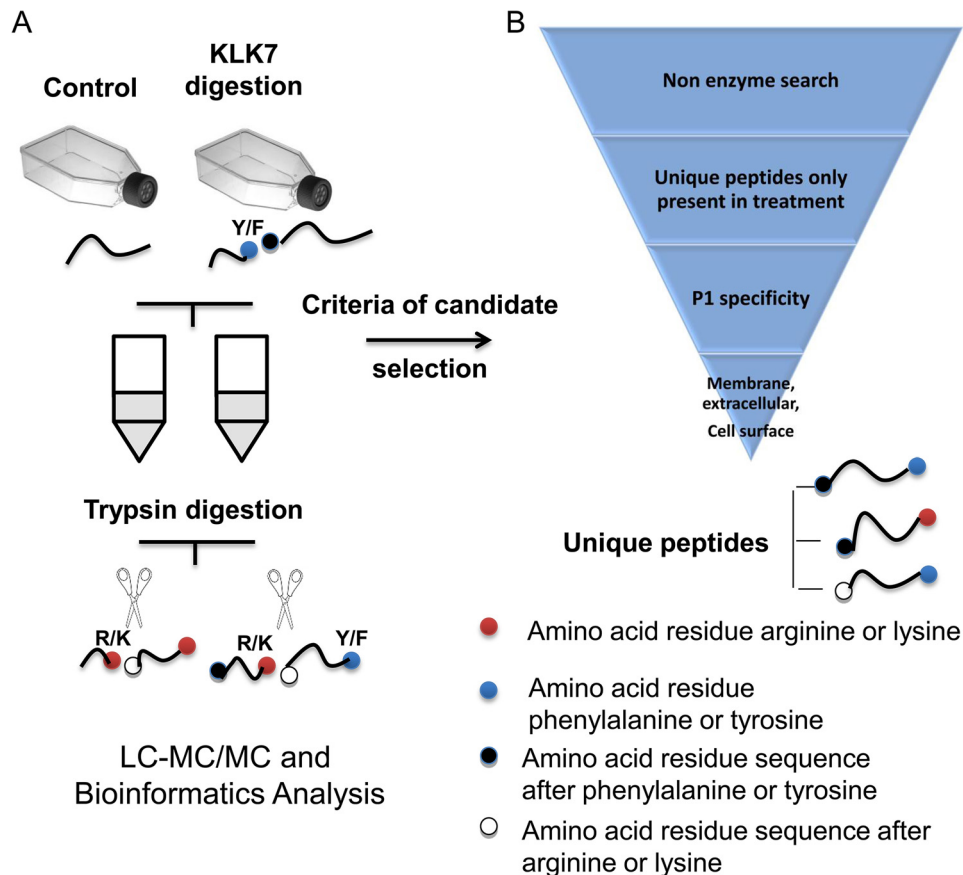 A
Control
KLK7
digestion
Y/F
Trypsin digestion
R/K
R/K
Y/F
LC-MC/MC and
Bioinformatics Analysis
Criteria of candidate
selection
B
Non enzyme search
Unique peptides only
present in treatment
P1 specificity
Membrane,
extracellular,
Cell surface
Unique peptides
Amino acid residue arginine or lysine
Amino acid residue
phenylalanine or tyrosine
Amino acid residue sequence
after phenylalanine or tyrosine
Amino acid residue sequence after
arginine or lysine